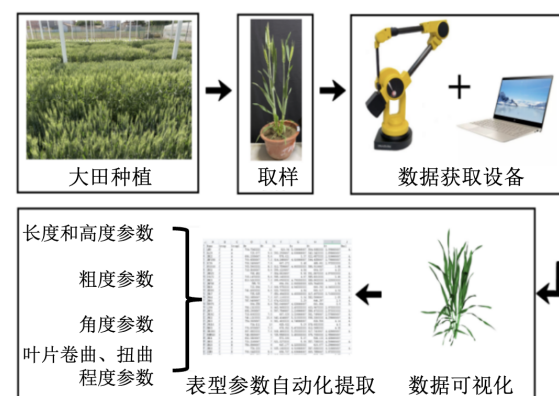 大田种植
取样
+
数据获取设备
长度和高度参数
粗度参数
角度参数
叶片卷曲、扭曲
程度参数
表型参数自动化提取
数据可视化